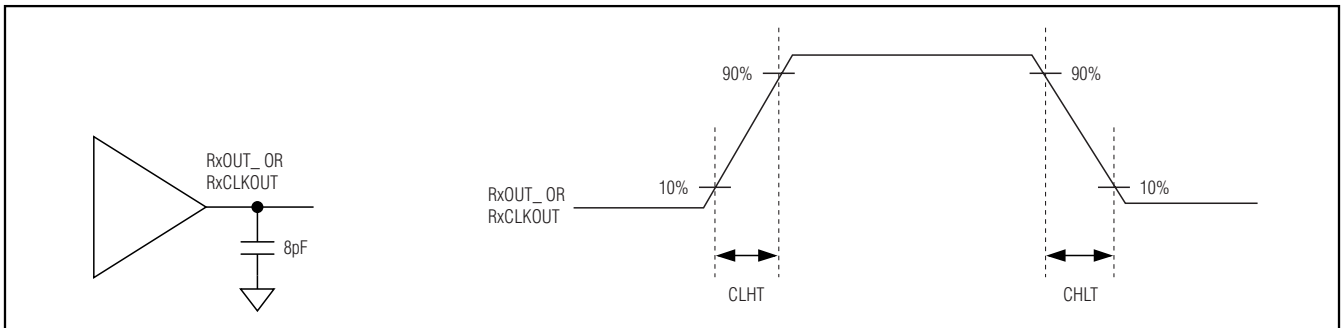 RxOUT_ OR
RxCLKOUT
8pF
RxOUT_ OR
RxCLKOUT
90%
10%
90%
10%
CLHT
CHLT